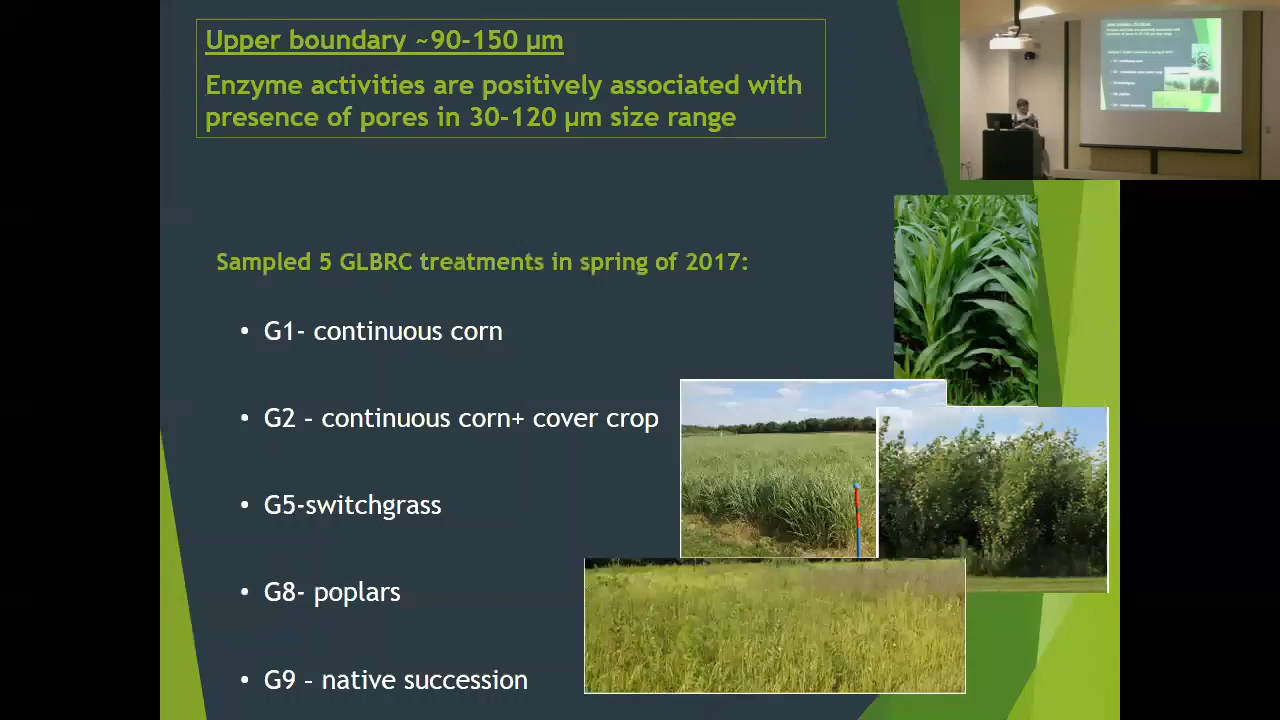 Upper boundary ~90-150 µm
Enzyme activities are positively associated with
presence of pores in 30-120 µm size range
Sampled 5 GLBRC treatments in spring of 2017:
• G1- continuous corn
• G2 – continuous corn+ cover crop
• G5-switchgrass
• G8- poplars
• G9 – native succession